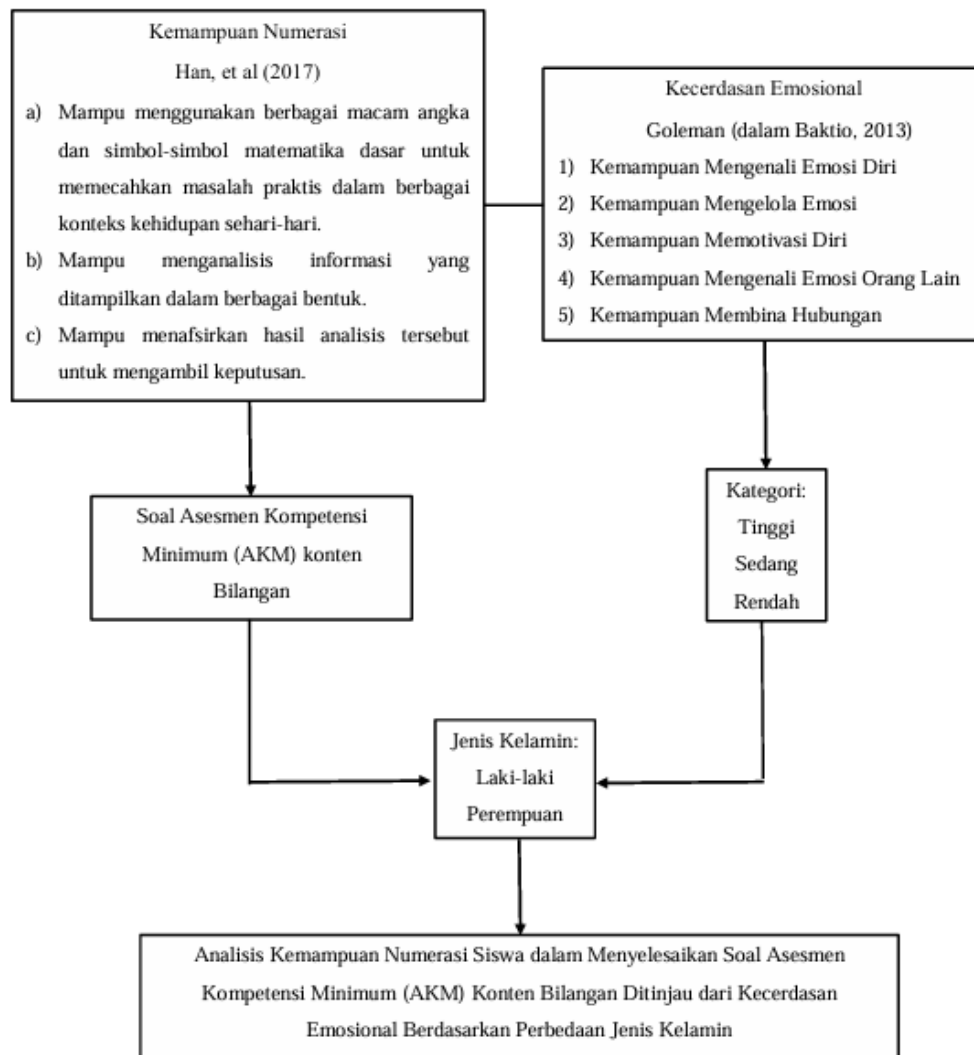 Kemampuan Numerasi
Han, et al (2017)
a) Mampu menggunakan berbagai macam angka
dan simbol-simbol matematika dasar untuk
memecahkan masalah praktis dalam berbagai
konteks kehidupan sehari-hari.
b) Mampu menganalisis informasi yang
ditampilkan dalam berbagai bentuk.
c) Mampu menafsirkan hasil analisis tersebut
untuk mengambil keputusan.
Kecerdasan Emosional
Goleman (dalam Baktio, 2013)
1) Kemampuan Mengenali Emosi Diri
2) Kemampuan Mengelola Emosi
3) Kemampuan Memotivasi Diri
4) Kemampuan Mengenali Emosi Orang Lain
5) Kemampuan Membina Hubungan
Soal Asesmen Kompetensi
Minimum (AKM) konten
Bilangan
Kategori:
Tinggi
Sedang
Rendah
Jenis Kelamin:
Laki-laki
Perempuan
Analisis Kemampuan Numerasi Siswa dalam Menyelesaikan Soal Asesmen
Kompetensi Minimum (AKM) Konten Bilangan Ditinjau dari Kecerdasan
Emosional Berdasarkan Perbedaan Jenis Kelamin